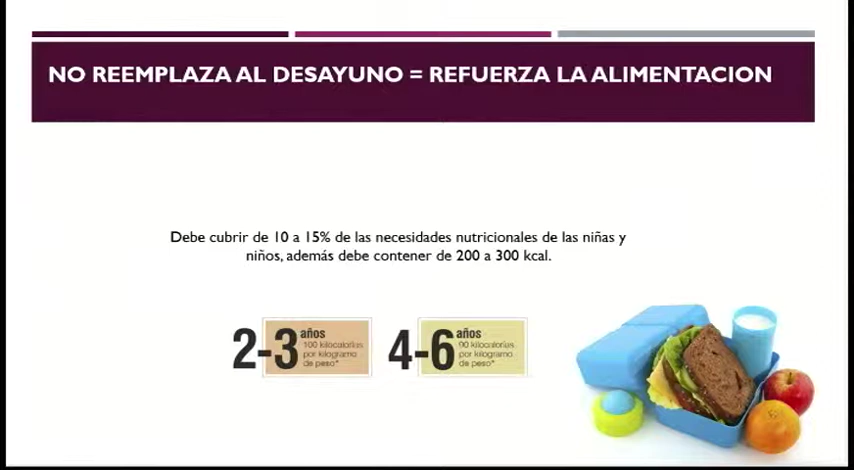 NO REEMPLAZA AL DESAYUNO = REFUERZA LA ALIMENTACION
Debe cubrir de 10 a 15% de las necesidades nutricionales de las niñas y
niños, además debe contener de 200 a 300 kcal.
2-3 años
100 kilocalorías
por kilogramo
de peso*
4-6 años
90 kilocalorías
por kilogramo
de peso*